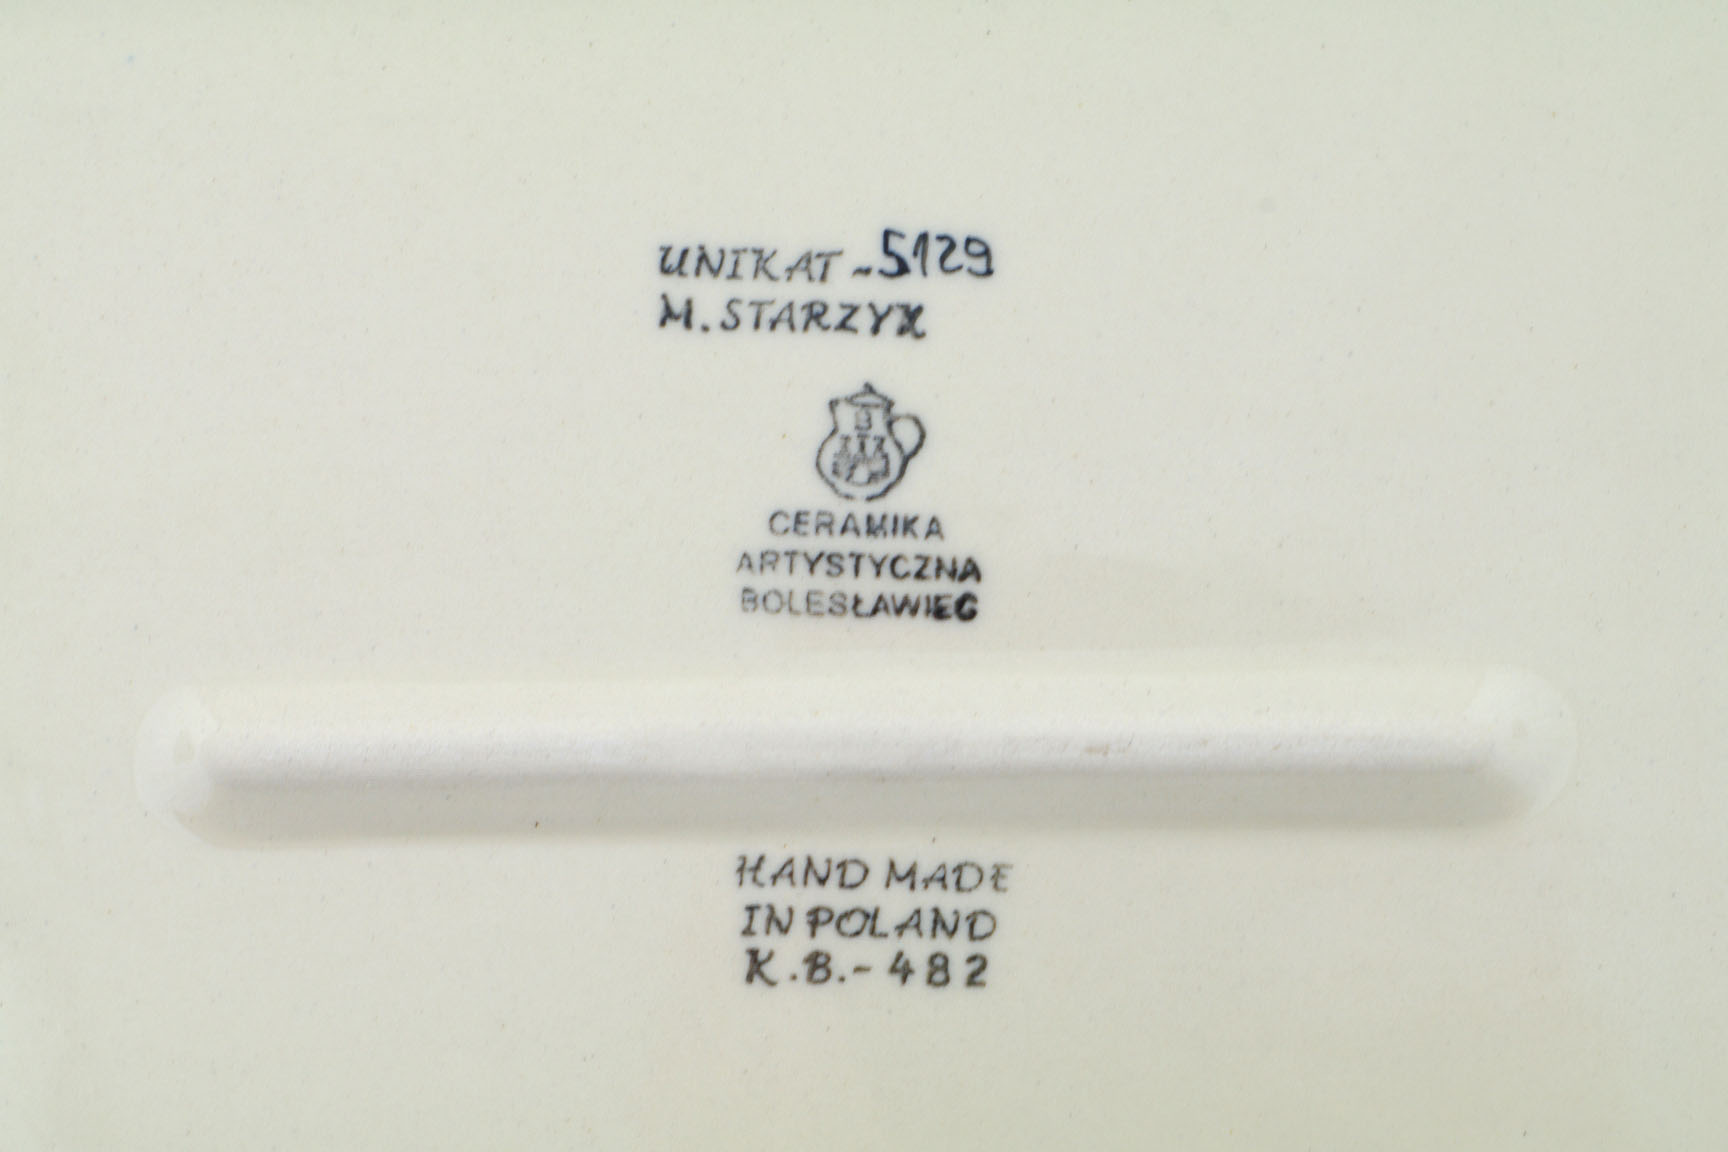 UNIKAT -5129
M. STARZYK
B
CERAMIKA
ARTYSTYCZNA
BOLESŁAWIEC
HAND MADE
IN POLAND
K.B.-482